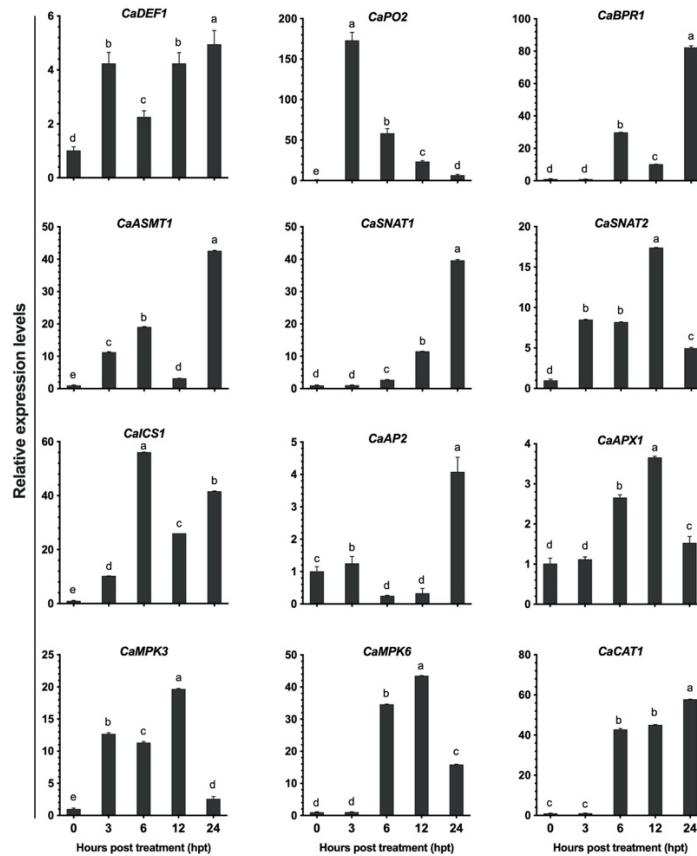 Relative expression levels
CaDEF1
6
4
2
0
d
b
c
b
a
CaPO2
200
150
100
50
0
e
a
b
c
d
CaBPR1
100
80
60
40
20
0
d
d
b
c
a
CaASMT1
50
40
30
20
10
0
e
c
b
d
a
CaSNAT1
50
40
30
20
10
0
d
d
c
b
a
CaSNAT2
20
15
10
5
0
d
b
b
a
c
CaICS1
60
40
20
0
e
d
a
c
b
CaAP2
5
4
3
2
1
0
c
b
d
d
a
CaAPX1
4
3
2
1
0
d
d
b
a
c
CaMPK3
25
20
15
10
5
0
e
b
c
a
d
0 3 6 12 24
Hours post treatment (hpt)
CaMPK6
50
40
30
20
10
0
d
d
b
a
c
0 3 6 12 24
Hours post treatment (hpt)
CaCAT1
80
60
40
20
0
c
c
b
b
a
0 3 6 12 24
Hours post treatment (hpt)